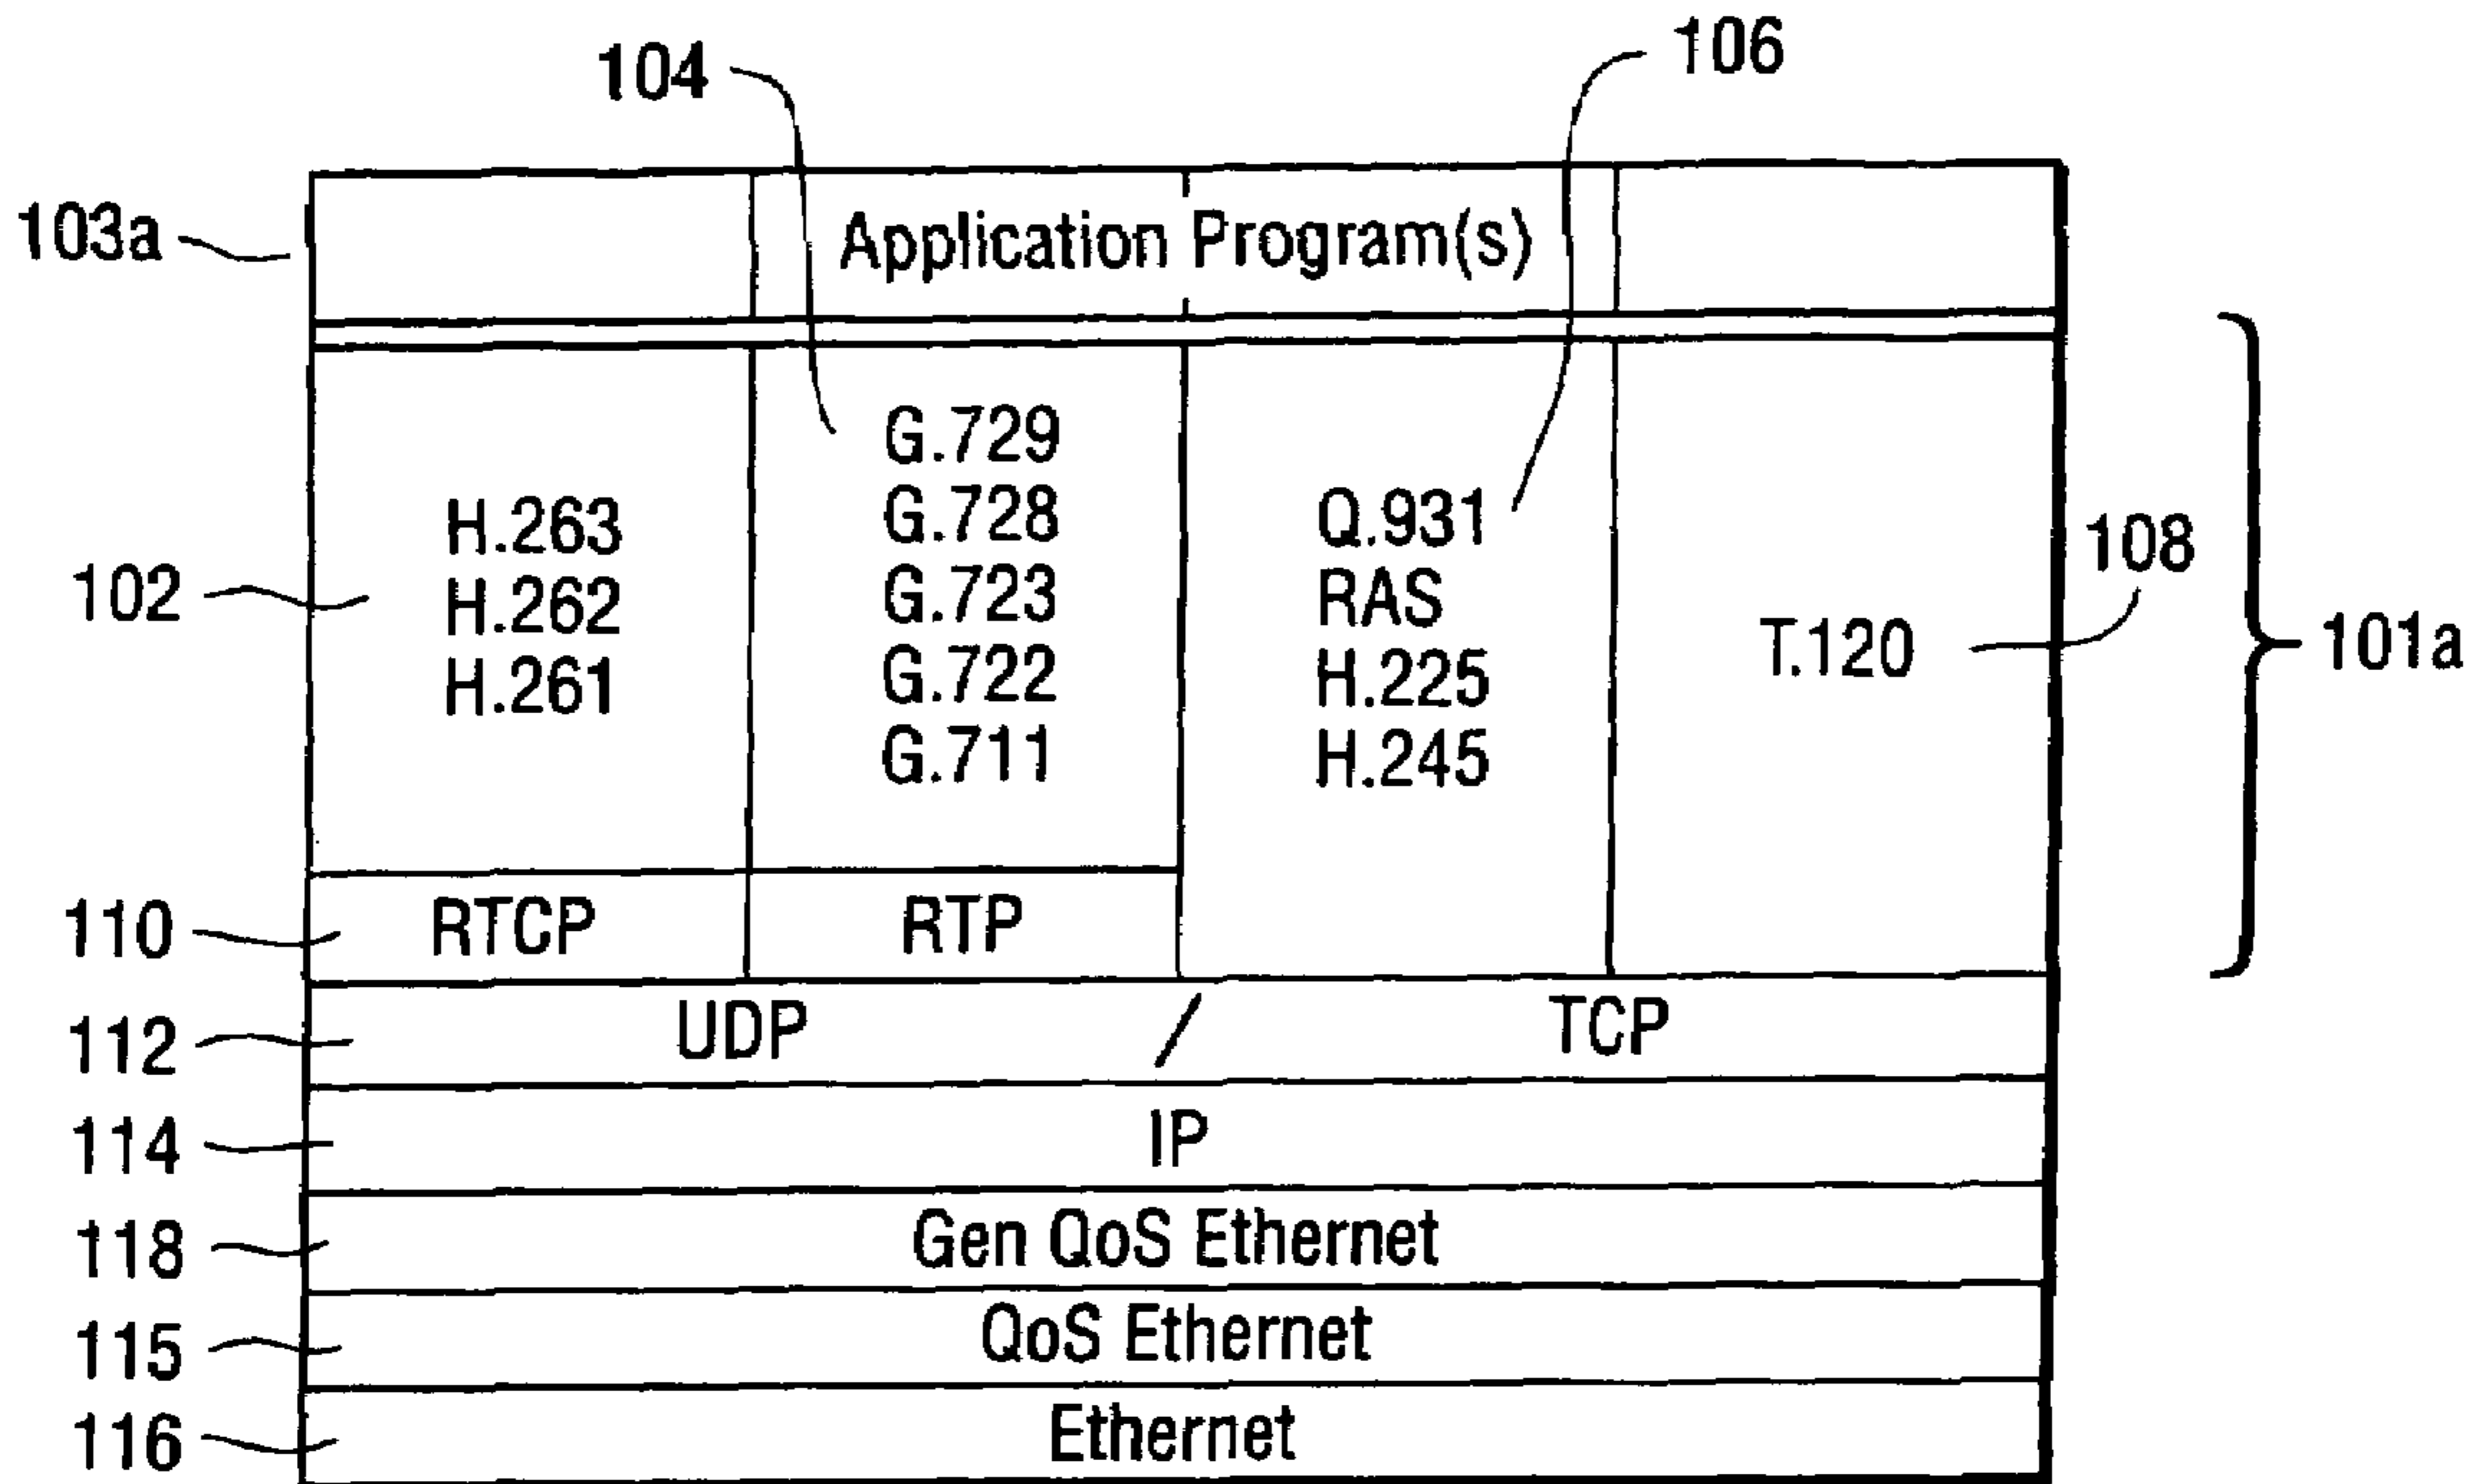 104
106
103a
Application Program(s)
102
H.263
H.262
H.261
G.729
G.728
G.723
G.722
G.711
Q.931
RAS
H.225
H.245
T.120
108
101a
110
RTCP
RTP
112
UDP / TCP
114
IP
118
Gen QoS Ethernet
115
QoS Ethernet
116
Ethernet